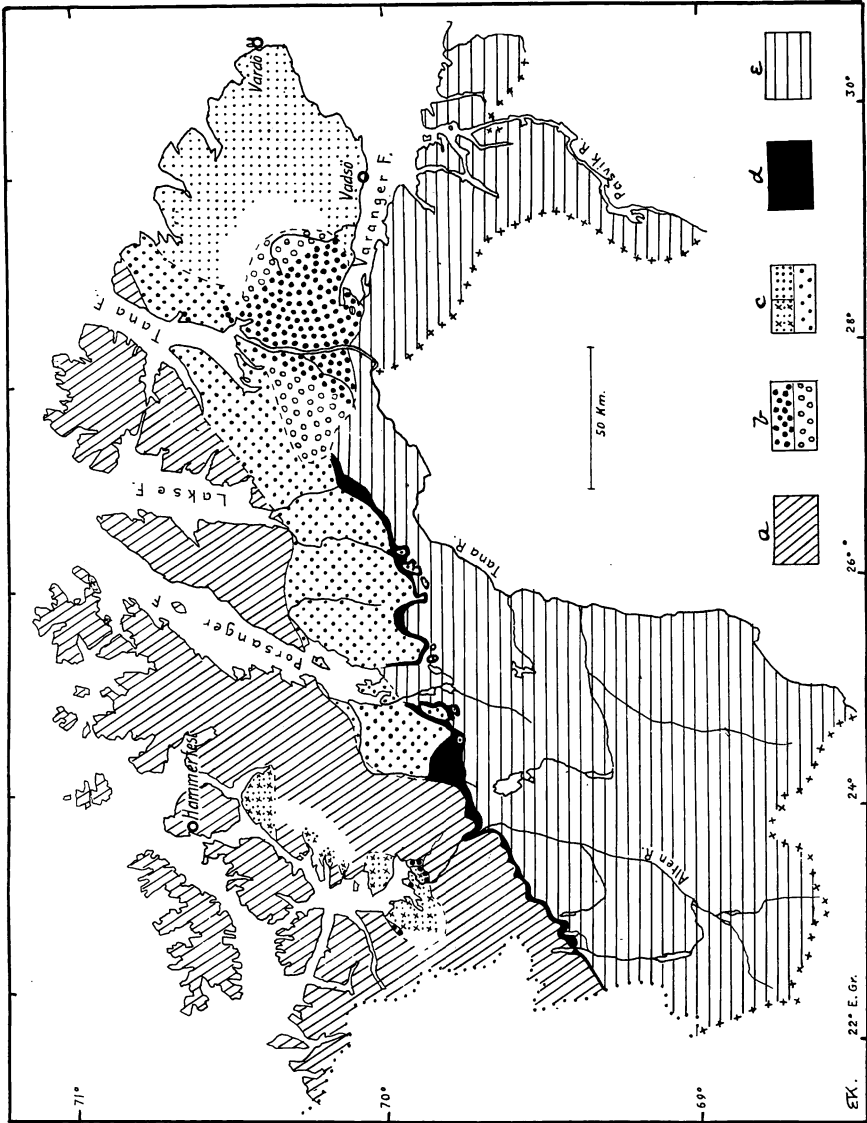 Vardö
Hammerfest
Vadsö
Varanger F.
Tana F.
Lakse F.
Porsanger F.
Pasvik R.
Tana R.
Alten R.
50 Km.
a
b
c
d
e
71°
70°
69°
22° E. Gr.
24°
26°
28°
30°